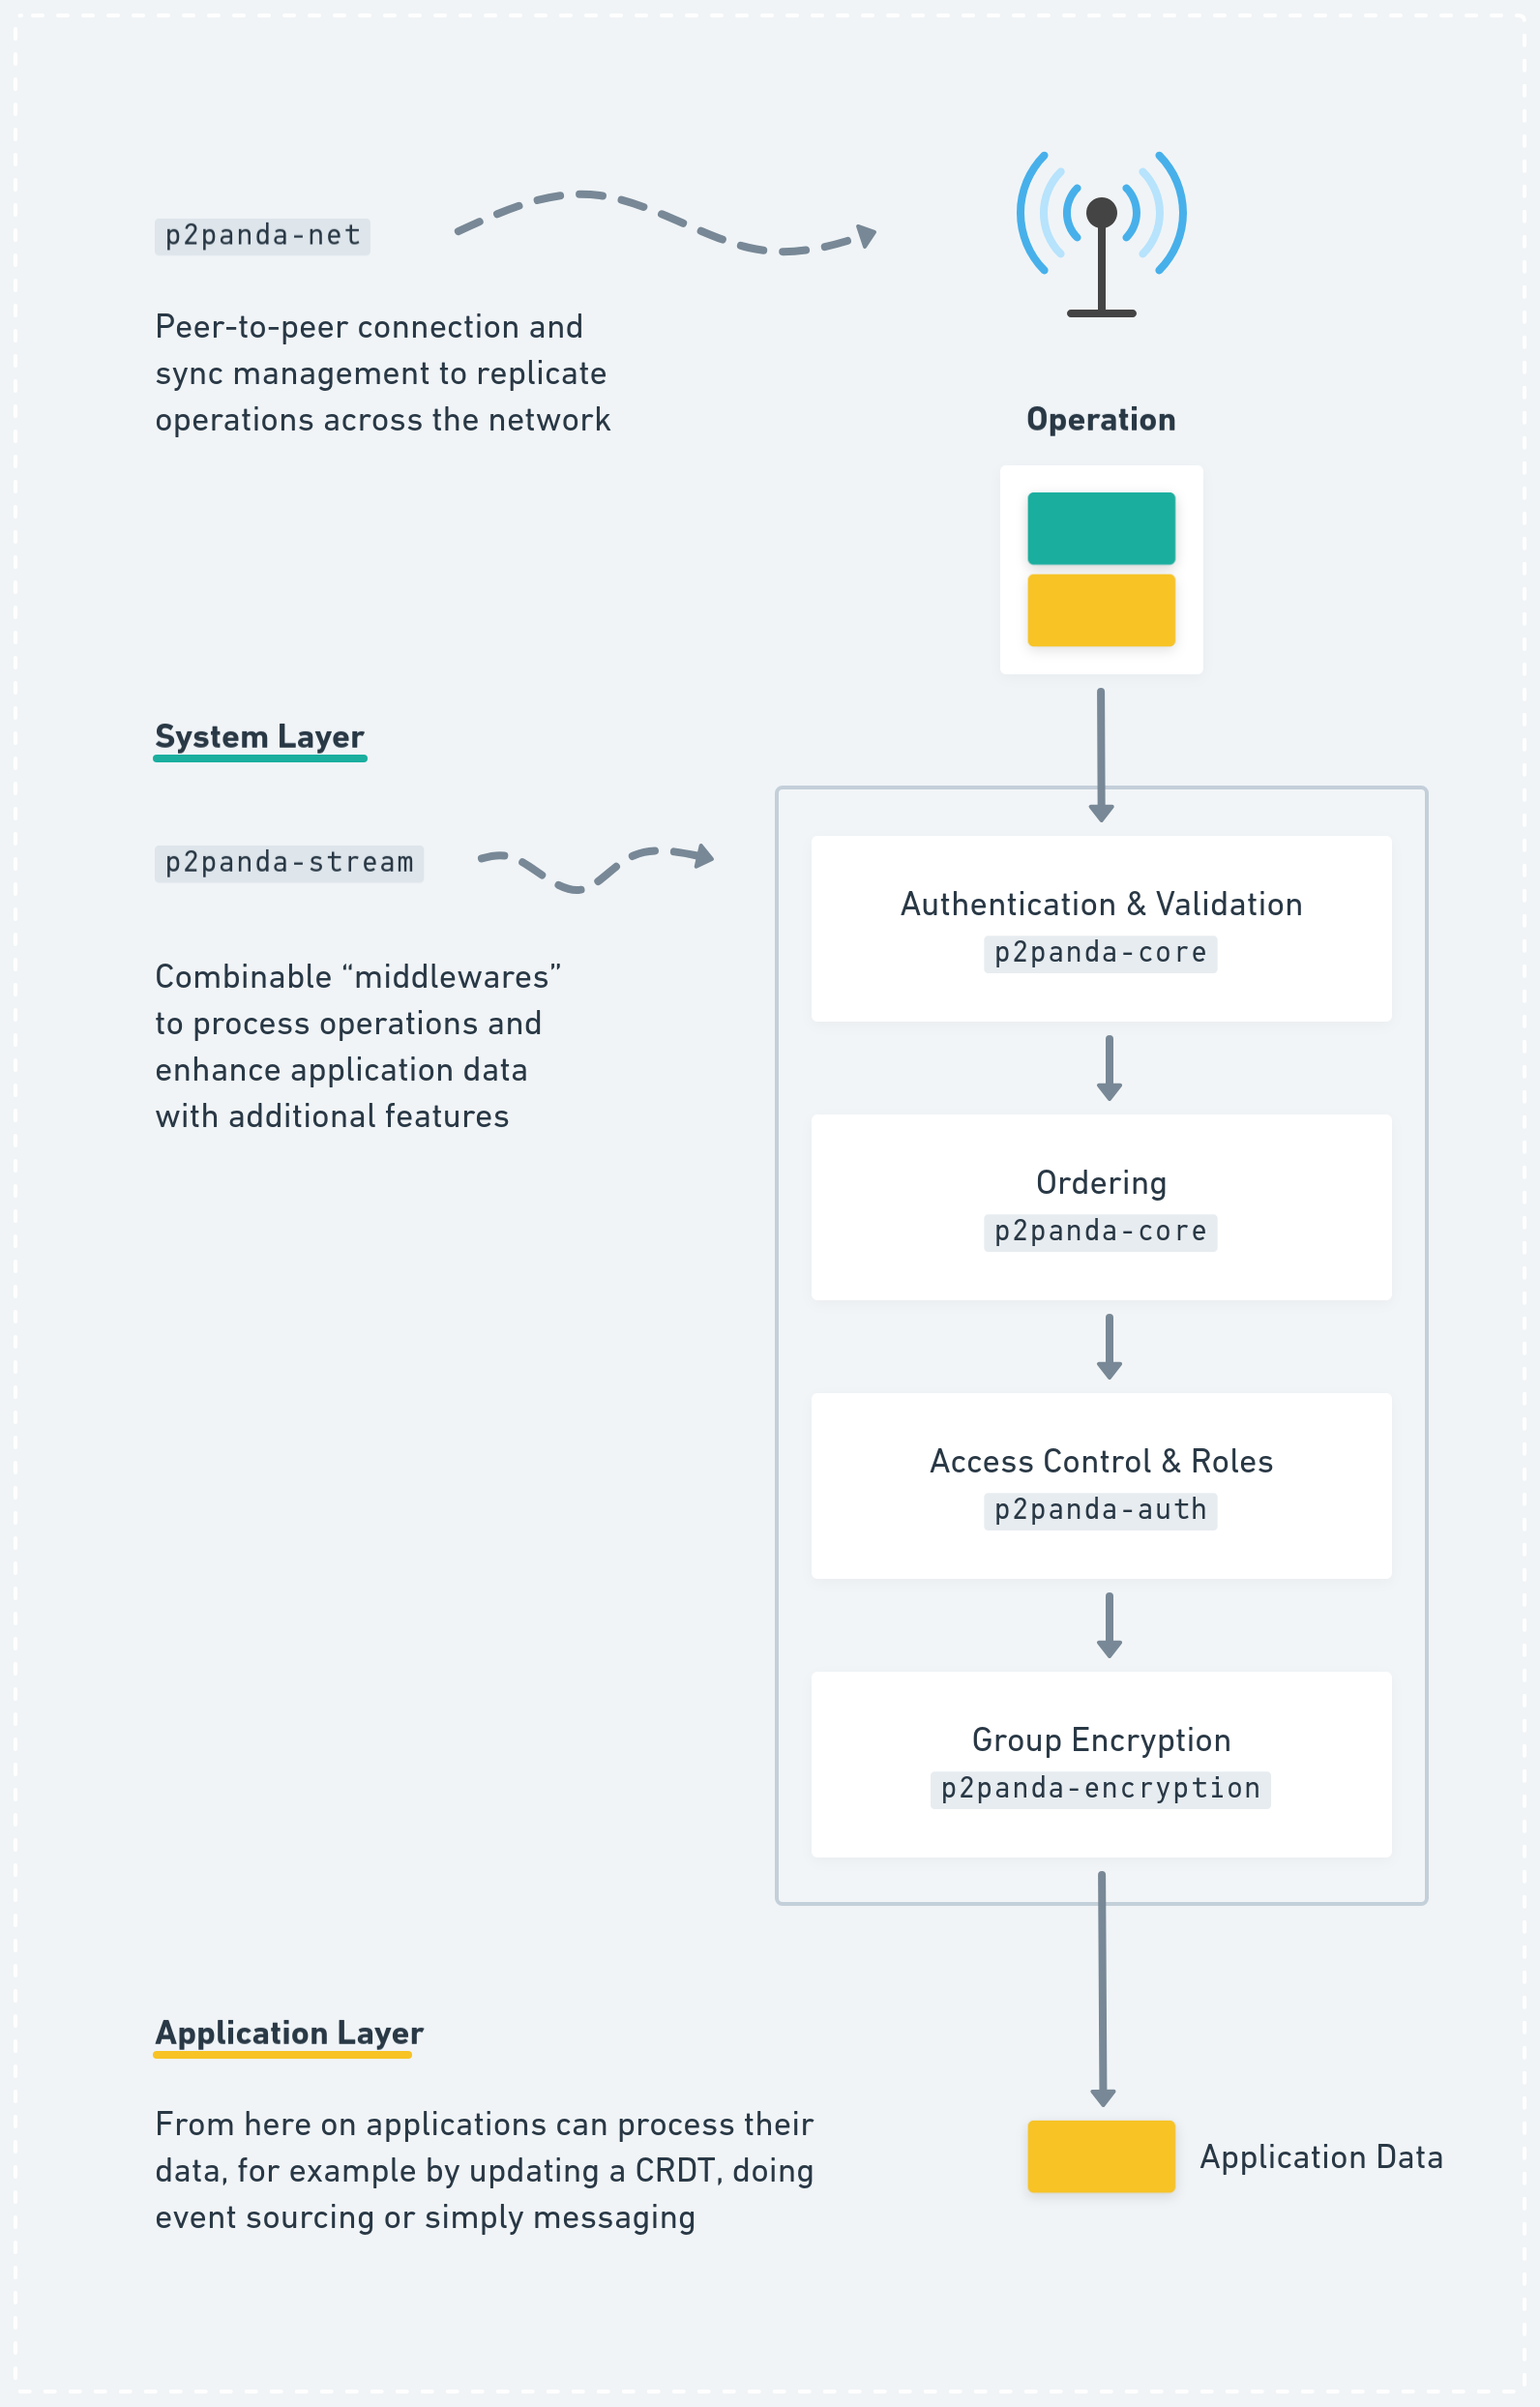 p2panda-net
Peer-to-peer connection and
sync management to replicate
operations across the network
Operation
System Layer
p2panda-stream
Combinable “middlewares”
to process operations and
enhance application data
with additional features
Authentication & Validation
p2panda-core
Ordering
p2panda-core
Access Control & Roles
p2panda-auth
Group Encryption
p2panda-encryption
Application Layer
From here on applications can process their
data, for example by updating a CRDT, doing
event sourcing or simply messaging
Application Data